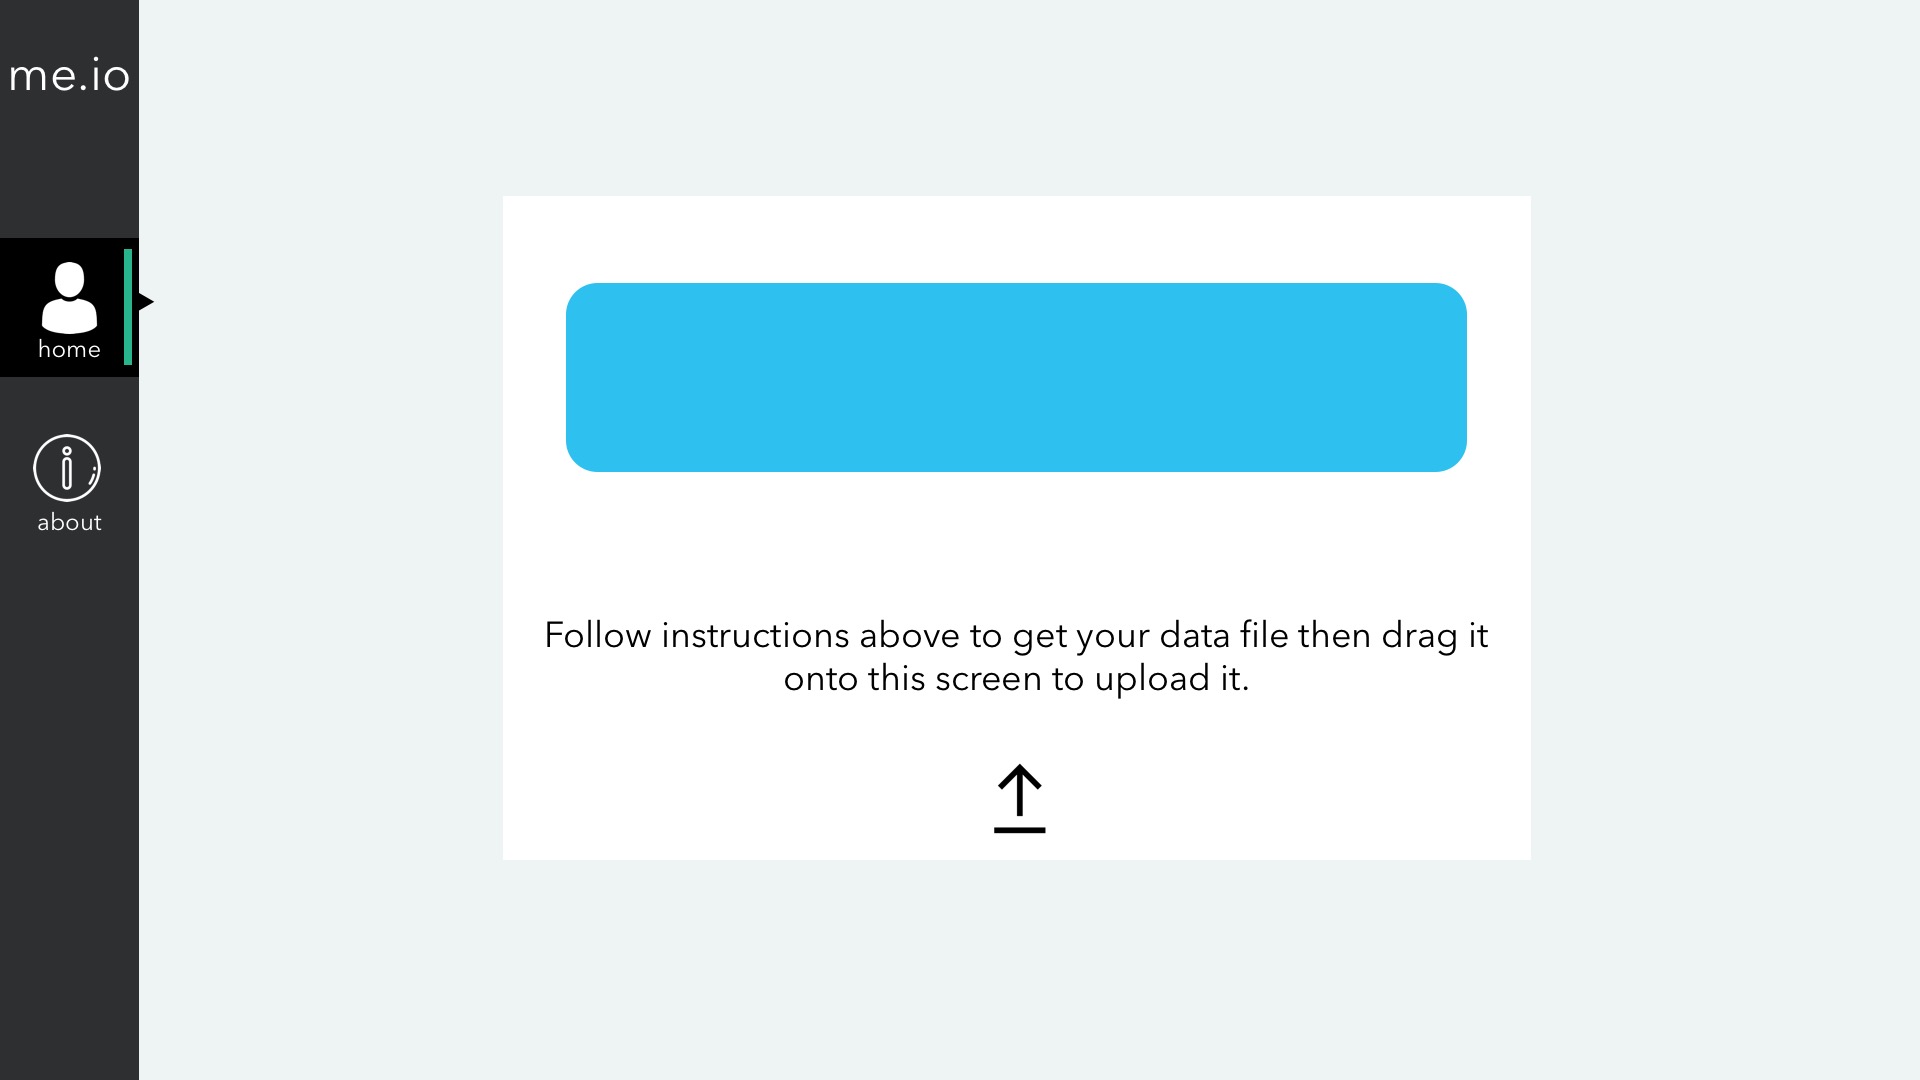 me.io
home
about
Follow instructions above to get your data file then drag it
onto this screen to upload it.